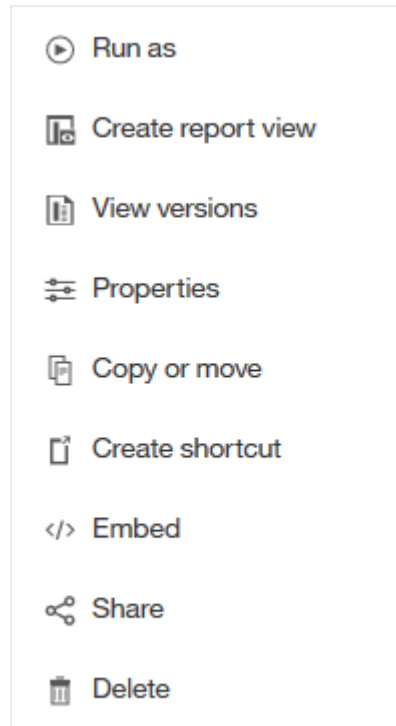 Run as
Create report view
View versions
Properties
Copy or move
Create shortcut
Embed
Share
Delete